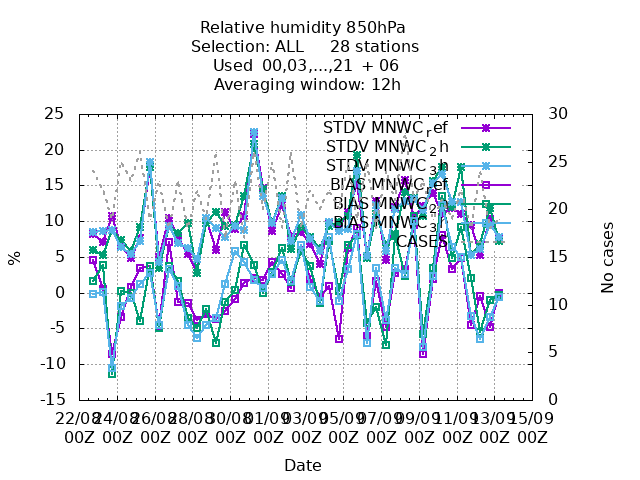 Relative humidity 850hPa
Selection: ALL 28 stations
Used 00,03,...,21 + 06
Averaging window: 12h
STDV MNWC_ref
STDV MNWC_2h
STDV MNWC_3h
BIAS MNWC_ref
BIAS MNWC_2h
BIAS MNWC_3h
CASES
25
20
15
10
5
0
-5
-10
-15
%
30
25
20
15
10
5
0
No cases
22/08 24/08 26/08 28/08 30/08 01/09 03/09 05/09 07/09 09/09 11/09 13/09 15/09
00Z 00Z 00Z 00Z 00Z 00Z 00Z 00Z 00Z 00Z 00Z 00Z 00Z
Date